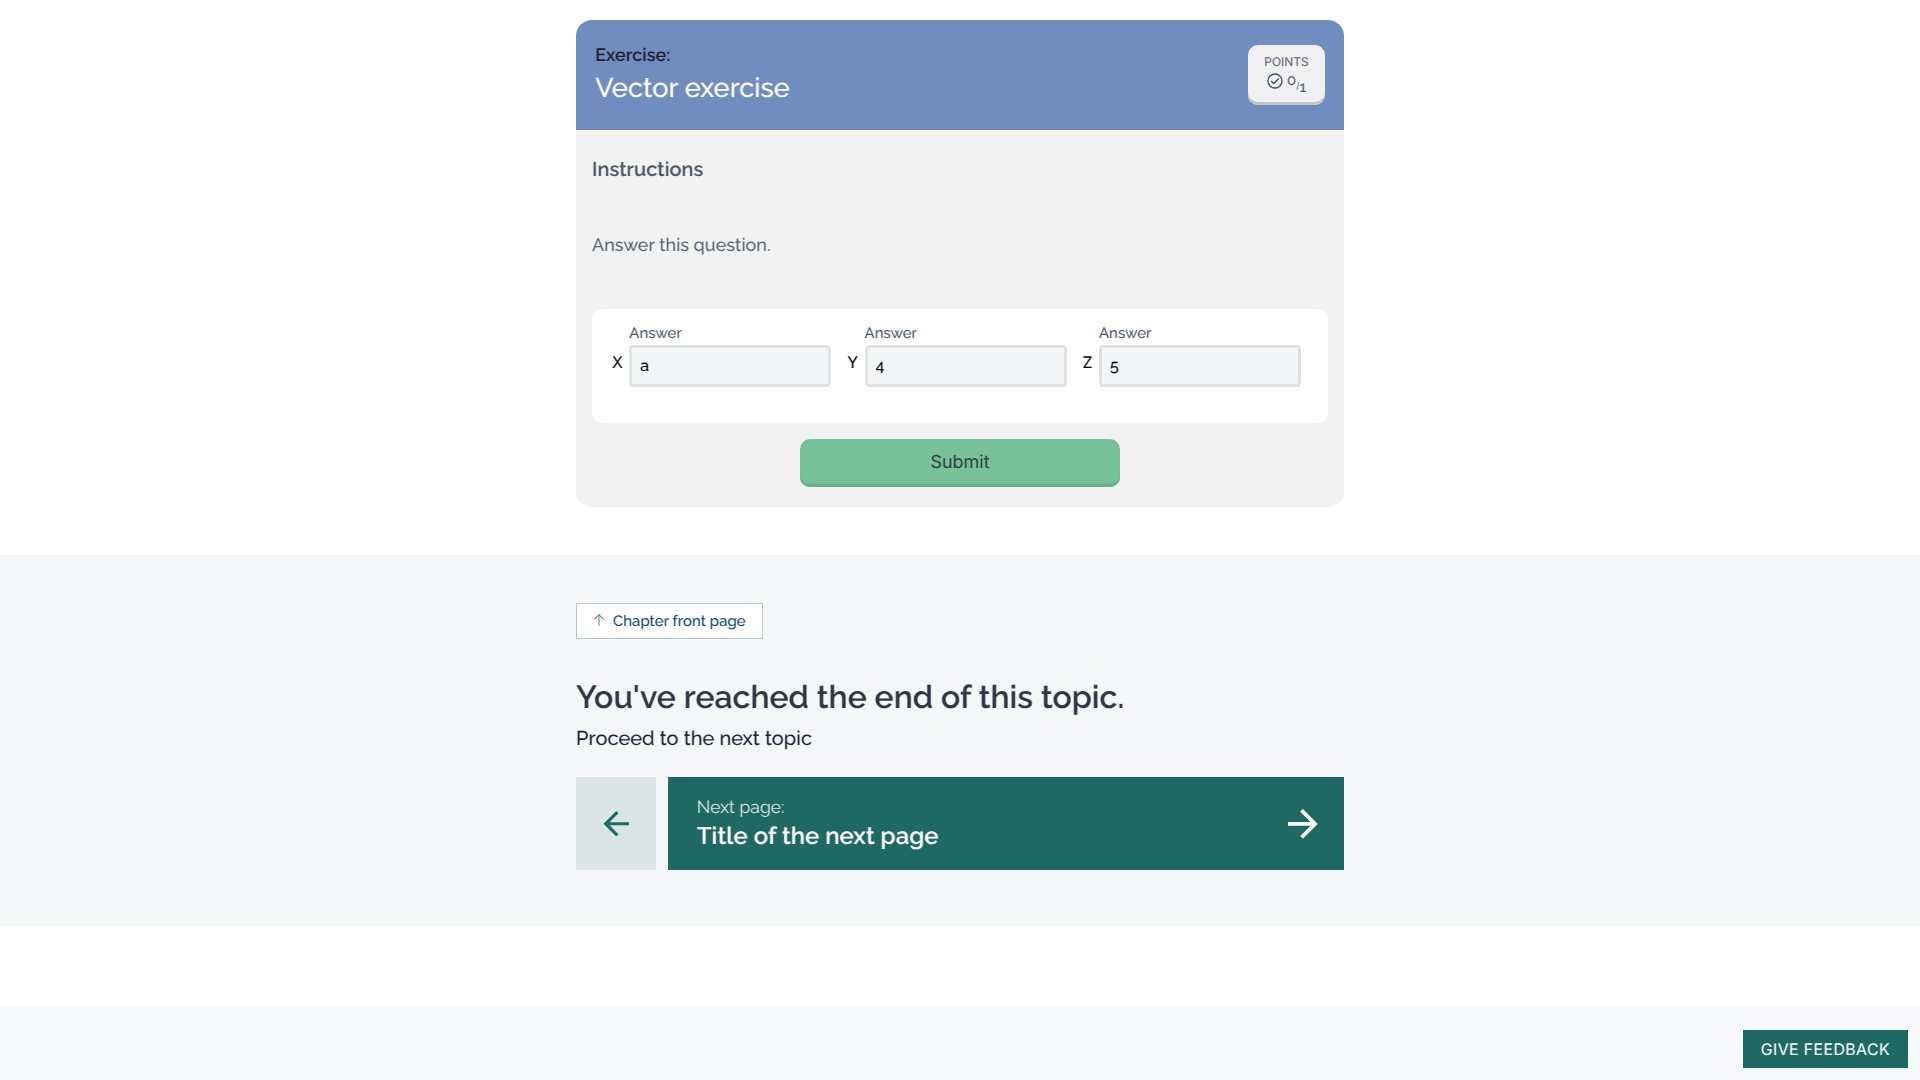 Exercise:
Vector exercise
POINTS
0/1
Instructions
Answer this question.
Answer
X a
Answer
Y 4
Answer
Z 5
Submit
Chapter front page
You've reached the end of this topic.
Proceed to the next topic
Next page:
Title of the next page
GIVE FEEDBACK